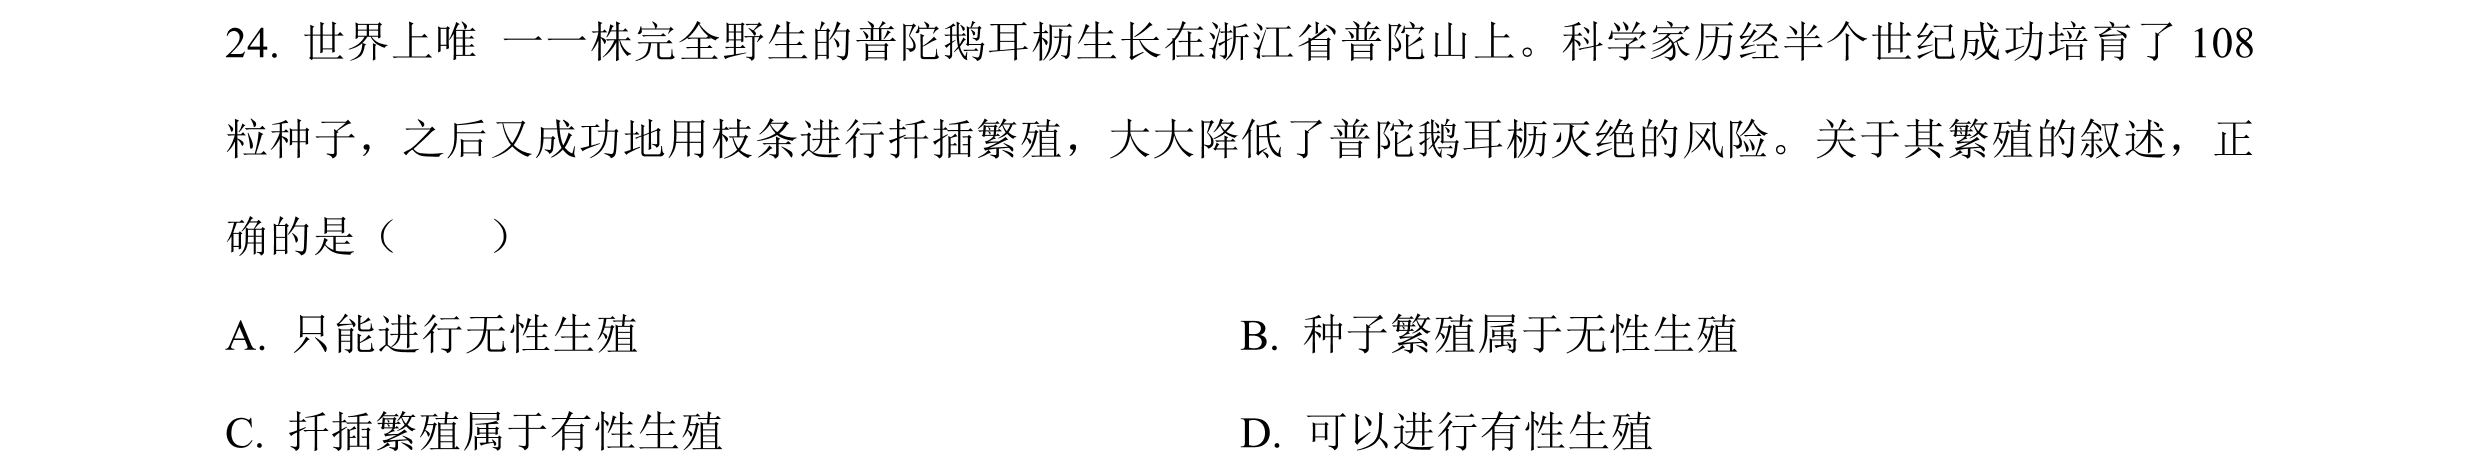 24. 世界上唯 一一株完全野生的普陀鹅耳枥生长在浙江省普陀山上。科学家历经半个世纪成功培育了 108
粒种子，之后又成功地用枝条进行扦插繁殖，大大降低了普陀鹅耳枥灭绝的风险。关于其繁殖的叙述，正
确的是（　　）
A. 只能进行无性生殖 B. 种子繁殖属于无性生殖
C. 扦插繁殖属于有性生殖 D. 可以进行有性生殖